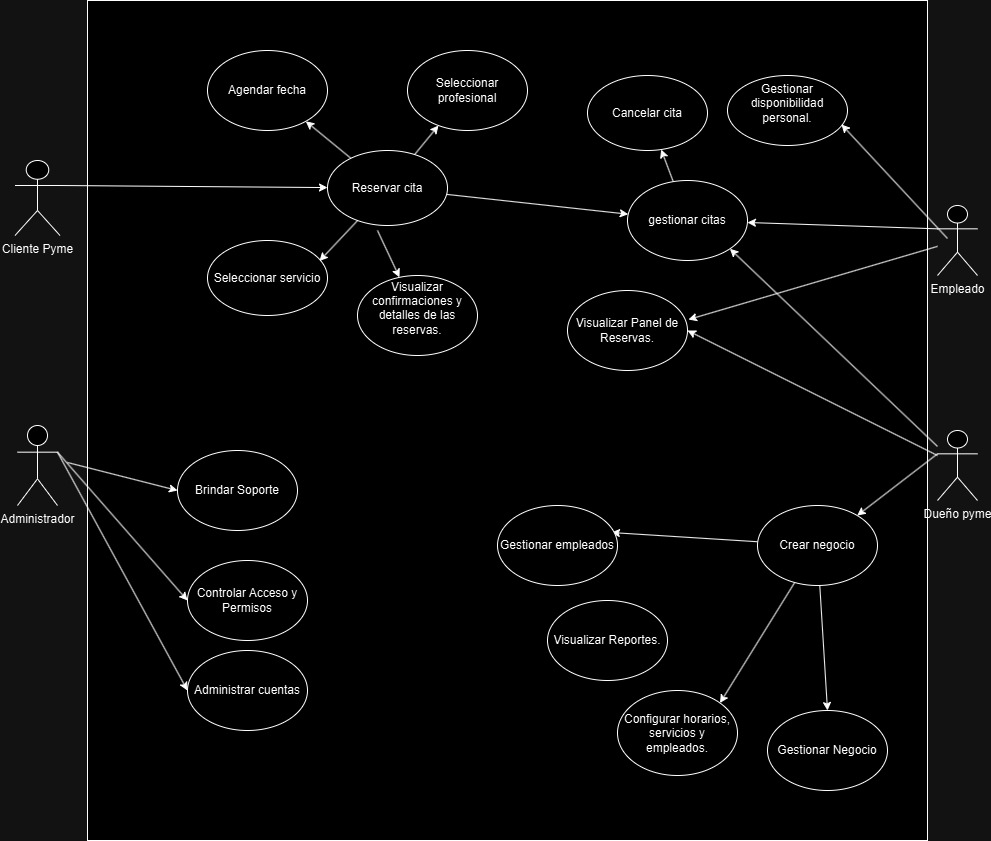 Agendar fecha
Seleccionar
profesional
Cancelar cita
Gestionar
disponibilidad
personal.
Reservar cita
gestionar citas
Cliente Pyme
Seleccionar servicio
Visualizar
confirmaciones y
detalles de las
reservas.
Empleado
Visualizar Panel de
Reservas.
Administrador
Brindar Soporte
Dueño pyme
Gestionar empleados
Crear negocio
Controlar Acceso y
Permisos
Visualizar Reportes.
Administrar cuentas
Configurar horarios,
servicios y
empleados.
Gestionar Negocio